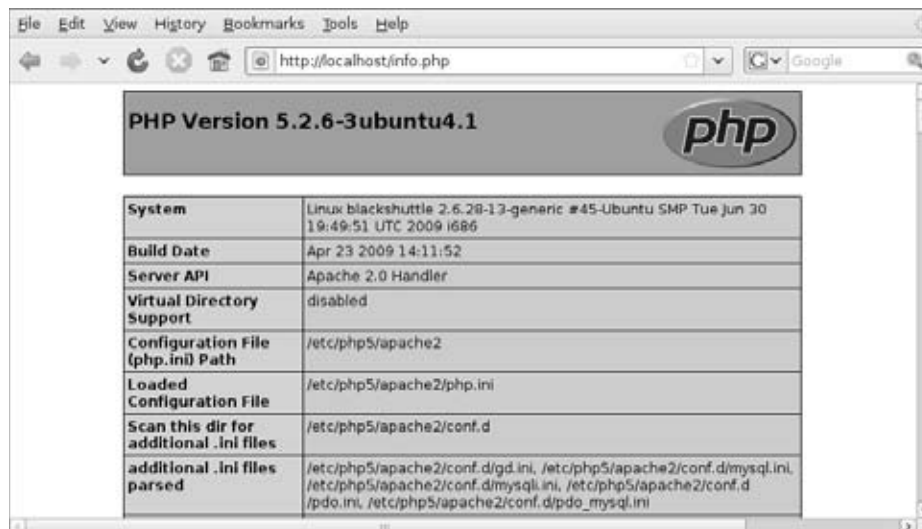 File Edit View History Bookmarks Tools Help
http://localhost/info.php
Google
PHP Version 5.2.6-3ubuntu4.1
php
System
Linux blackshuttle 2.6.28-13-generic #45-Ubuntu SMP Tue Jun 30
19:49:51 UTC 2009 i686
Build Date
Apr 23 2009 14:11:52
Server API
Apache 2.0 Handler
Virtual Directory
Support
disabled
Configuration File
(php.ini) Path
/etc/php5/apache2
Loaded
Configuration File
/etc/php5/apache2/php.ini
Scan this dir for
additional .ini files
/etc/php5/apache2/conf.d
additional .ini files
parsed
/etc/php5/apache2/conf.d/gd.ini, /etc/php5/apache2/conf.d/mysql.ini,
/etc/php5/apache2/conf.d/mysqli.ini, /etc/php5/apache2/conf.d
/pdo.ini, /etc/php5/apache2/conf.d/pdo_mysql.ini